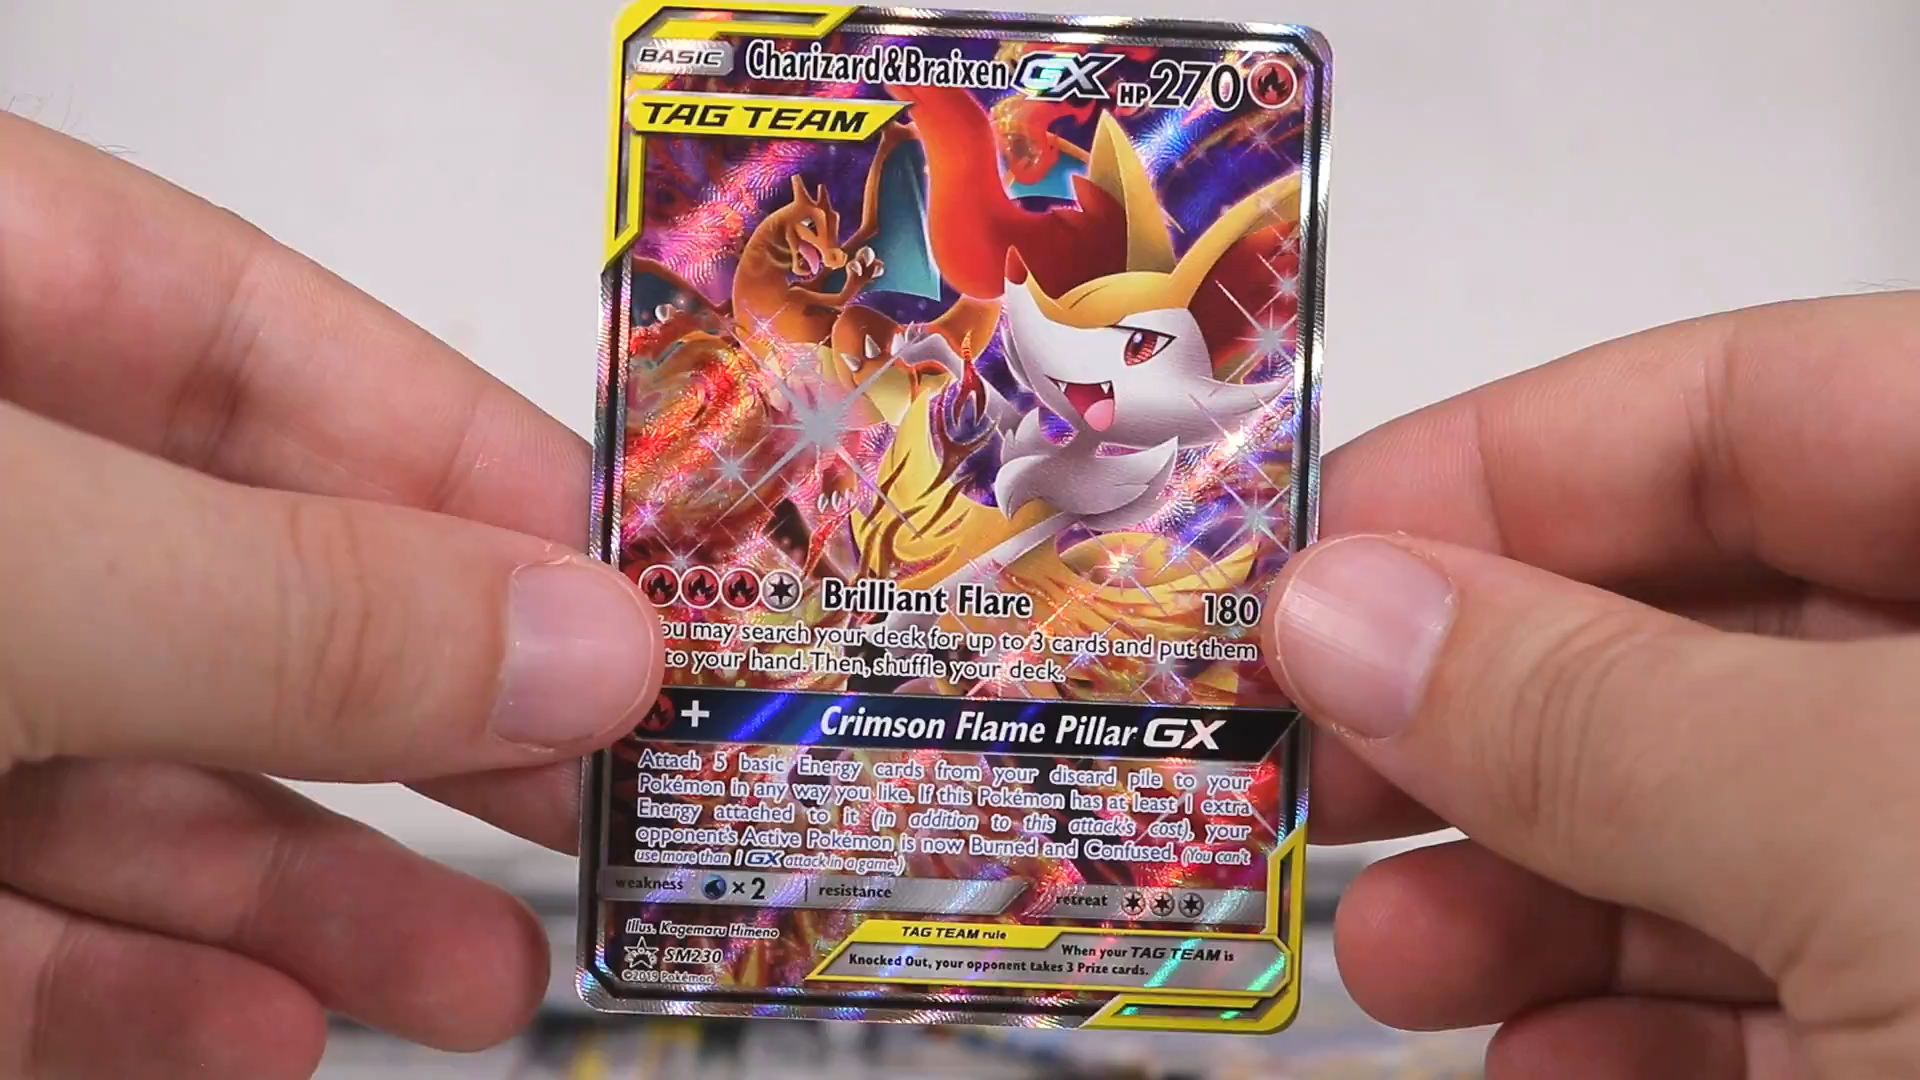 BASIC Charizard&Braixen GX HP 270
TAG TEAM
Brilliant Flare 180
ou may search your deck for up to 3 cards and put them
to your hand. Then, shuffle your deck.
+ Crimson Flame Pillar GX
Attach 5 basic Energy cards from your discard pile to your
Pokémon in any way you like. If this Pokémon has at least 1 extra
Energy attached to it (in addition to this attack's cost), your
opponent's Active Pokémon is now Burned and Confused. (You can't
use more than 1 GX attack in a game.)
weakness ×2 resistance retreat
Illus. Kagemaru Himeno
SM230
©2019 Pokémon
TAG TEAM rule
When your TAG TEAM is
Knocked Out, your opponent takes 3 Prize cards.